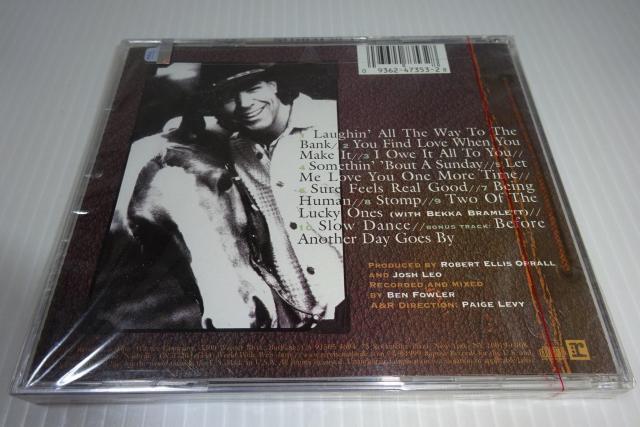 0 9362-47353-2 8
1 Laughin' All The Way To The
Bank//2 You Find Love When You
Make It//3 I Owe It All To You//
4 Somethin' 'Bout A Sunday//5 Let
Me Love You One More Time//
6 Sure Feels Real Good//7 Being
Human//8 Stomp//9 Two Of The
Lucky Ones (WITH BEKKA BRAMLETT)//
10 Slow Dance//BONUS TRACK: Before
Another Day Goes By
PRODUCED BY ROBERT ELLIS ORRALL
AND JOSH LEO
RECORDED AND MIXED
BY BEN FOWLER
A&R DIRECTION: PAIGE LEVY